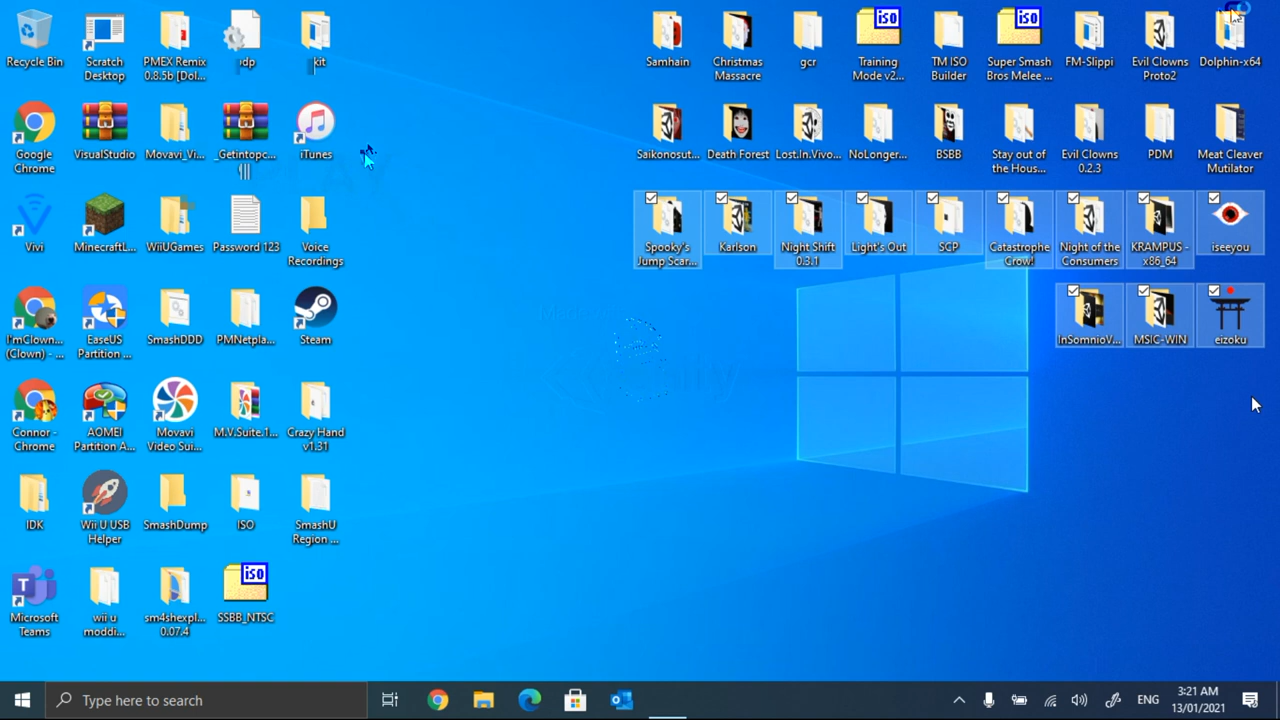 Recycle Bin
Scratch
Desktop
PMEX Remix
0.8.5b [Dol...
kit
Samhain
Christmas
Massacre
gcr
iso
Training
Mode v2...
TM ISO
Builder
iso
Super Smash
Bros Melee ...
FM-Slippi
Evil Clowns
Proto2
Dolphin-x64
Google
Chrome
VisualStudio
Movavi_Vi...
_Getintopc...
iTunes
Saikonosut...
Death Forest
Lost.In.Vivo...
NoLonger...
BSBB
Stay out of
the Hous...
Evil Clowns
0.2.3
PDM
Meat Cleaver
Mutilator
Vivi
MinecraftL...
WiiUGames
Password 123
Voice
Recordings
Spooky's
Jump Scar...
Karlson
Night Shift
0.3.1
Light's Out
SCP
Catastrophe
Crow!
Night of the
Consumers
KRAMPUS -
x86_64
iseeyou
I'mClown...
(Clown) - ...
EaseUS
Partition ...
SmashDDD
PMNetpla...
Steam
InSomnioV...
MSIC-WIN
eizoku
Connor -
Chrome
AOMEI
Partition A...
Movavi
Video Sui...
M.V.Suite.1...
Crazy Hand
v1.31
IDK
Wii U USB
Helper
SmashDump
ISO
SmashU
Region ...
Microsoft
Teams
wii u
moddi...
sm4shexpl...
0.07.4
iso
SSBB_NTSC
Type here to search
ENG
3:21 AM
13/01/2021